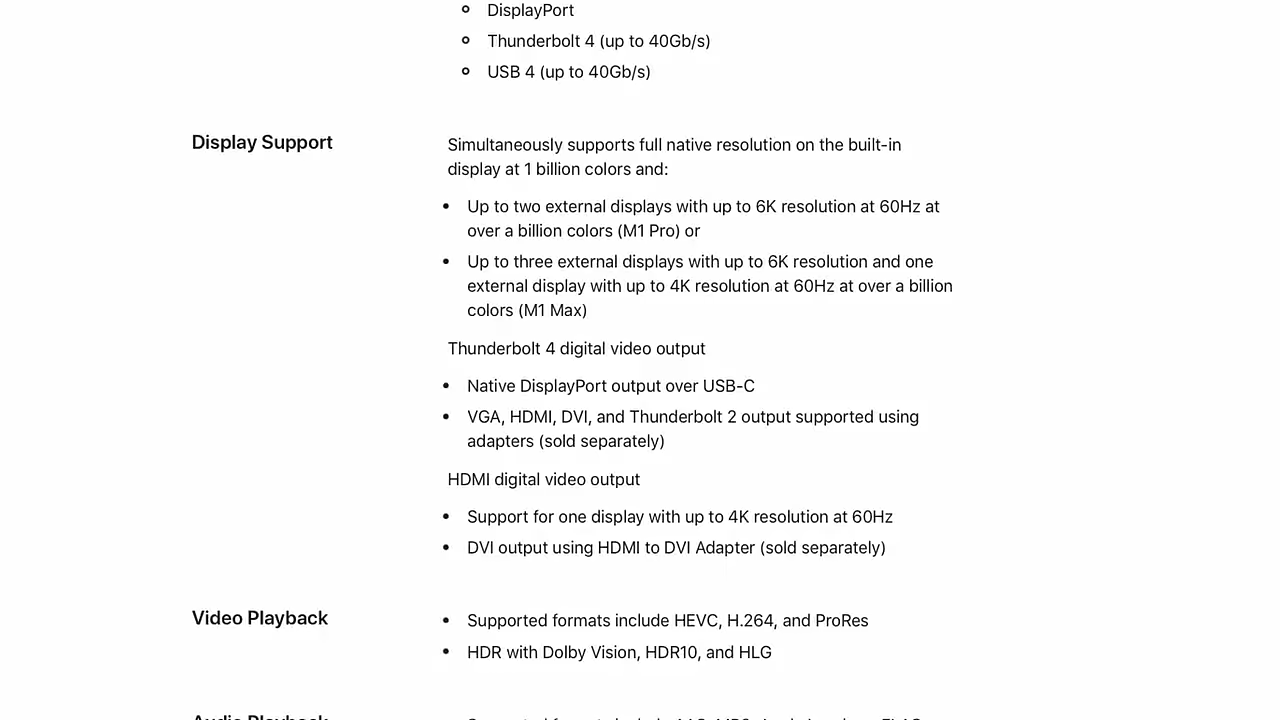 DisplayPort
Thunderbolt 4 (up to 40Gb/s)
USB 4 (up to 40Gb/s)
Display Support
Simultaneously supports full native resolution on the built-in
display at 1 billion colors and:
• Up to two external displays with up to 6K resolution at 60Hz at
over a billion colors (M1 Pro) or
• Up to three external displays with up to 6K resolution and one
external display with up to 4K resolution at 60Hz at over a billion
colors (M1 Max)
Thunderbolt 4 digital video output
• Native DisplayPort output over USB-C
• VGA, HDMI, DVI, and Thunderbolt 2 output supported using
adapters (sold separately)
HDMI digital video output
• Support for one display with up to 4K resolution at 60Hz
• DVI output using HDMI to DVI Adapter (sold separately)
Video Playback
• Supported formats include HEVC, H.264, and ProRes
• HDR with Dolby Vision, HDR10, and HLG
Audio Playback